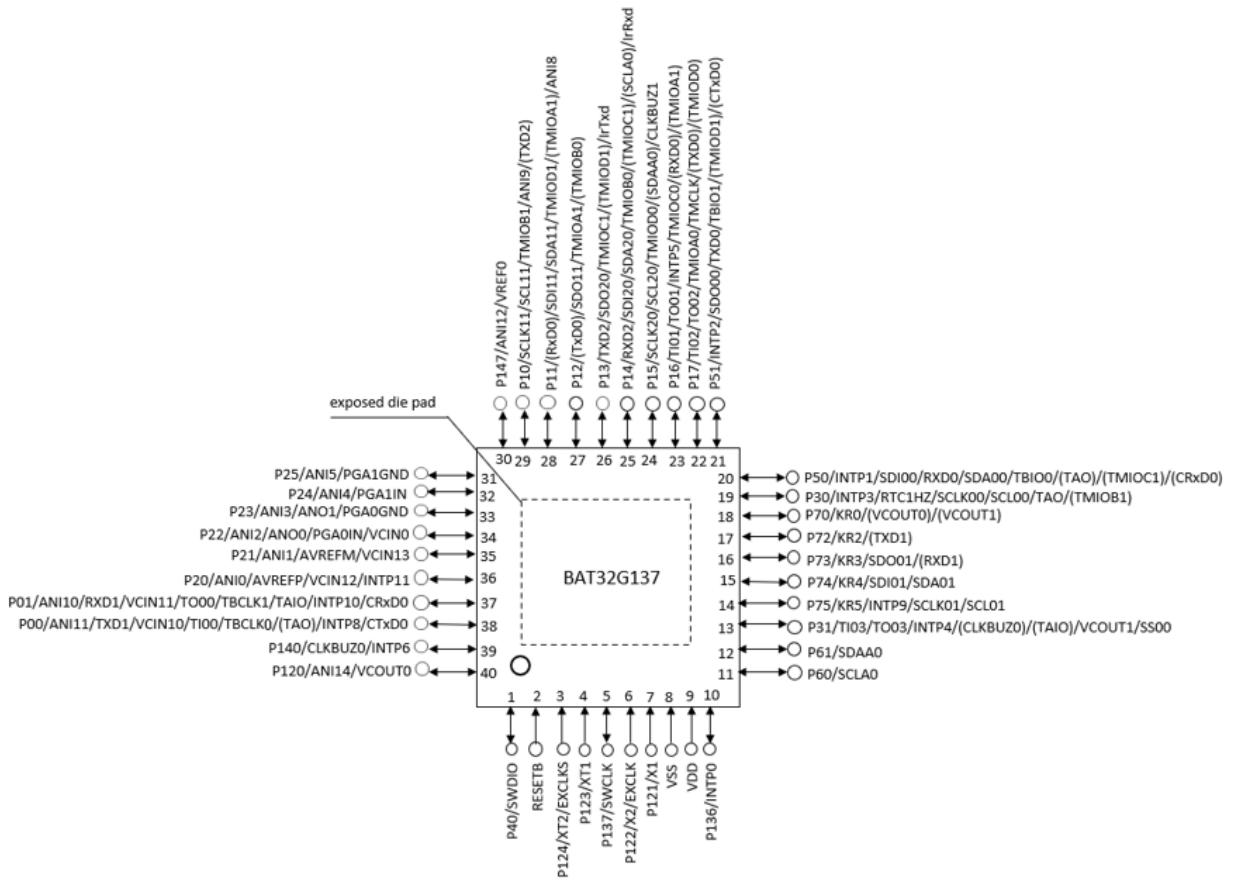 P147/ANI12/VREF0
P10/SCLK11/SCL11/TMIOB1/ANI9/(TXD2)
P11/(RxD0)/SDI11/SDA11/TMIOD1/(TMIOA1)/ANI8
P12/(TxD0)/SDO11/TMIOA1/(TMIOB0)
P13/TXD2/SDO20/TMIOC1/(TMIOD1)/IrTxd
P14/RXD2/SDI20/SDA20/TMIOB0/(TMIOC1)/(SCLA0)/IrRxd
P15/SCLK20/SCL20/TMIOD0/(SDAA0)/CLKBUZ1
P16/TI01/TO01/INTP5/TMIOC0/(RXD0)/(TMIOA1)
P17/TI02/TO02/TMIOA0/TMCLK/(TXD0)/(TMIOD0)
P51/INTP2/SDO00/TXD0/TBIO1/(TMIOD1)/(CTxD0)
exposed die pad
30 29 28 27 26 25 24 23 22 21
P25/ANI5/PGA1GND 31
P24/ANI4/PGA1IN 32
P23/ANI3/ANO1/PGA0GND 33
P22/ANI2/ANO0/PGA0IN/VCIN0 34
P21/ANI1/AVREFM/VCIN13 35
P20/ANI0/AVREFP/VCIN12/INTP11 36
P01/ANI10/RXD1/VCIN11/TO00/TBCLK1/TAIO/INTP10/CRxD0 37
P00/ANI11/TXD1/VCIN10/TI00/TBCLK0/(TAO)/INTP8/CTxD0 38
P140/CLKBUZ0/INTP6 39
P120/ANI14/VCOUT0 40
BAT32G137
20 P50/INTP1/SDI00/RXD0/SDA00/TBIO0/(TAO)/(TMIOC1)/(CRxD0)
19 P30/INTP3/RTC1HZ/SCLK00/SCL00/TAO/(TMIOB1)
18 P70/KR0/(VCOUT0)/(VCOUT1)
17 P72/KR2/(TXD1)
16 P73/KR3/SDO01/(RXD1)
15 P74/KR4/SDI01/SDA01
14 P75/KR5/INTP9/SCLK01/SCL01
13 P31/TI03/TO03/INTP4/(CLKBUZ0)/(TAIO)/VCOUT1/SS00
12 P61/SDAA0
11 P60/SCLA0
1 2 3 4 5 6 7 8 9 10
P40/SWDIO
RESETB
P124/XT2/EXCLKS
P123/XT1
P137/SWCLK
P122/X2/EXCLK
P121/X1
VSS
VDD
P136/INTP0